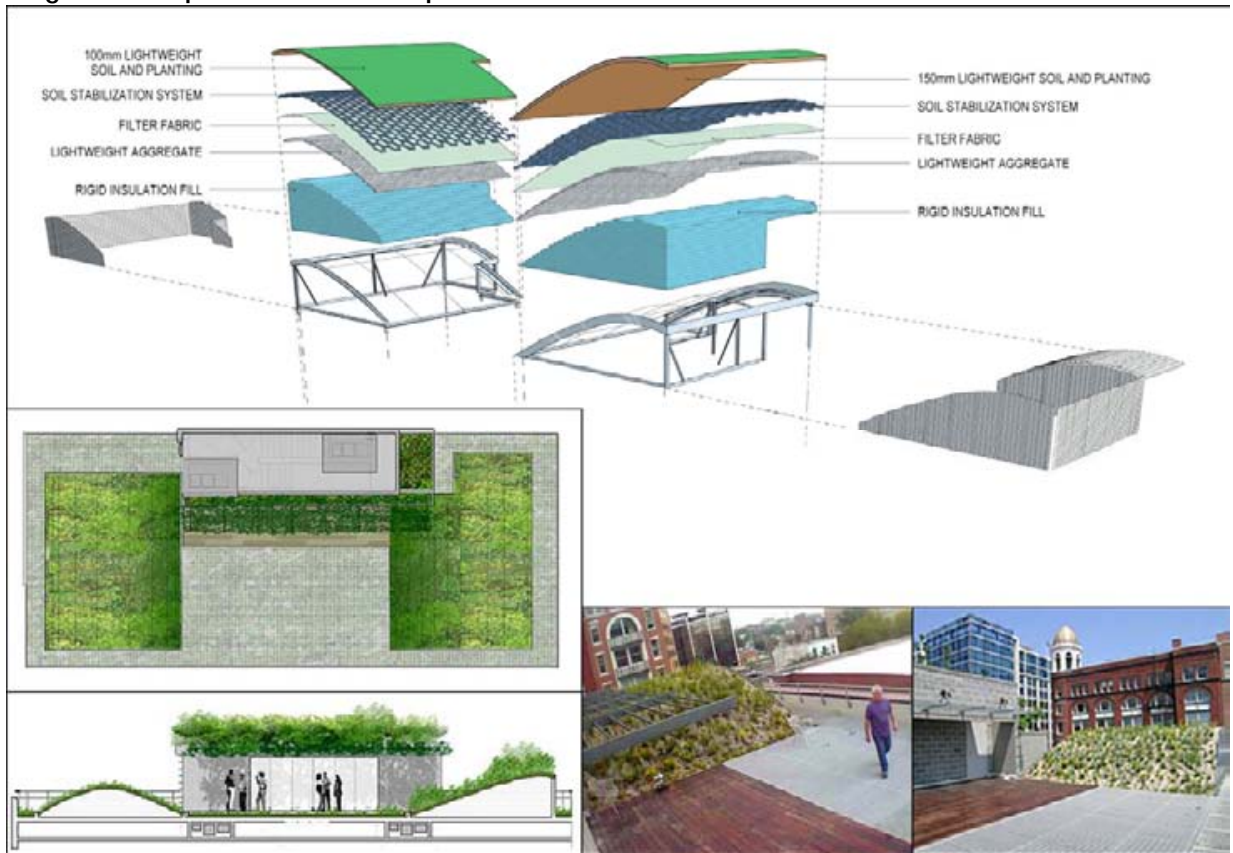 100mm LIGHTWEIGHT
SOIL AND PLANTING
SOIL STABILIZATION SYSTEM
FILTER FABRIC
LIGHTWEIGHT AGGREGATE
RIGID INSULATION FILL
150mm LIGHTWEIGHT SOIL AND PLANTING
SOIL STABILIZATION SYSTEM
FILTER FABRIC
LIGHTWEIGHT AGGREGATE
RIGID INSULATION FILL